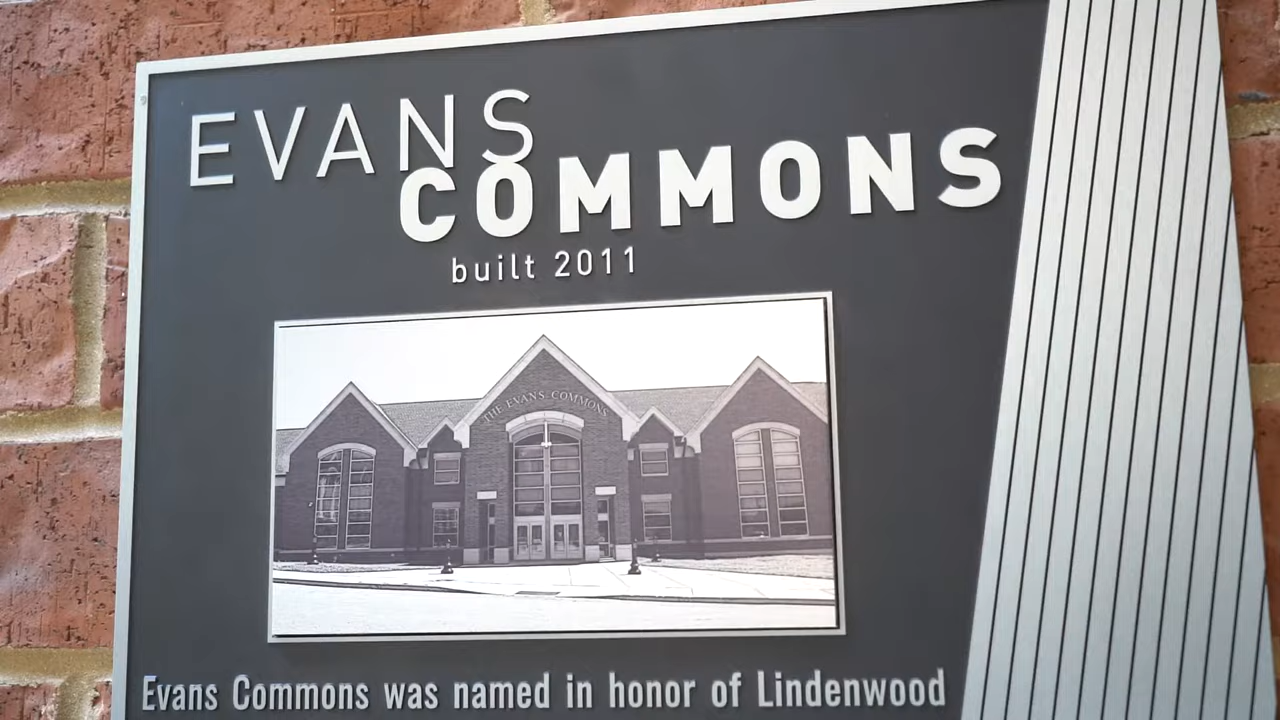 EVANS
COMMONS
built 2011
THE EVANS COMMONS
Evans Commons was named in honor of Lindenwood